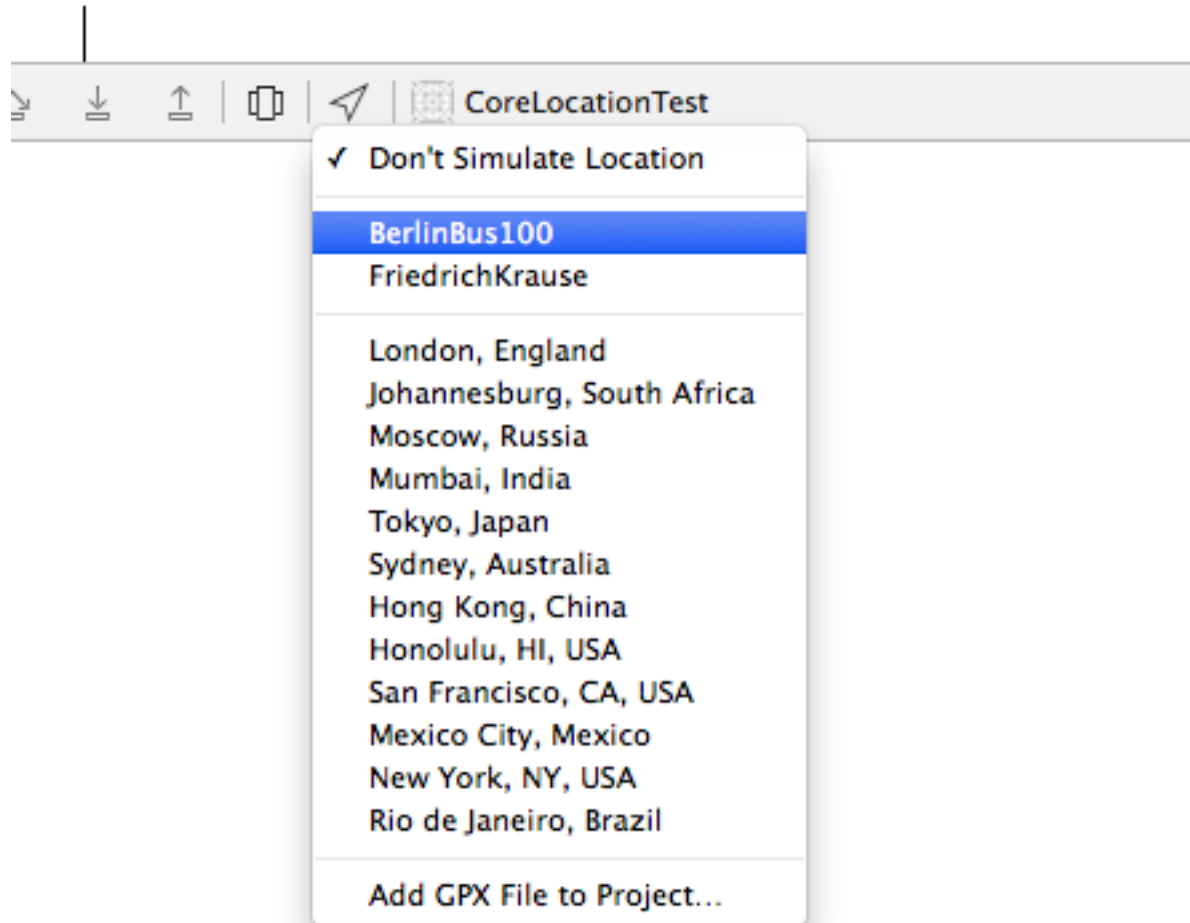 CoreLocationTest
✓ Don't Simulate Location
BerlinBus100
FriedrichKrause
London, England
Johannesburg, South Africa
Moscow, Russia
Mumbai, India
Tokyo, Japan
Sydney, Australia
Hong Kong, China
Honolulu, HI, USA
San Francisco, CA, USA
Mexico City, Mexico
New York, NY, USA
Rio de Janeiro, Brazil
Add GPX File to Project...